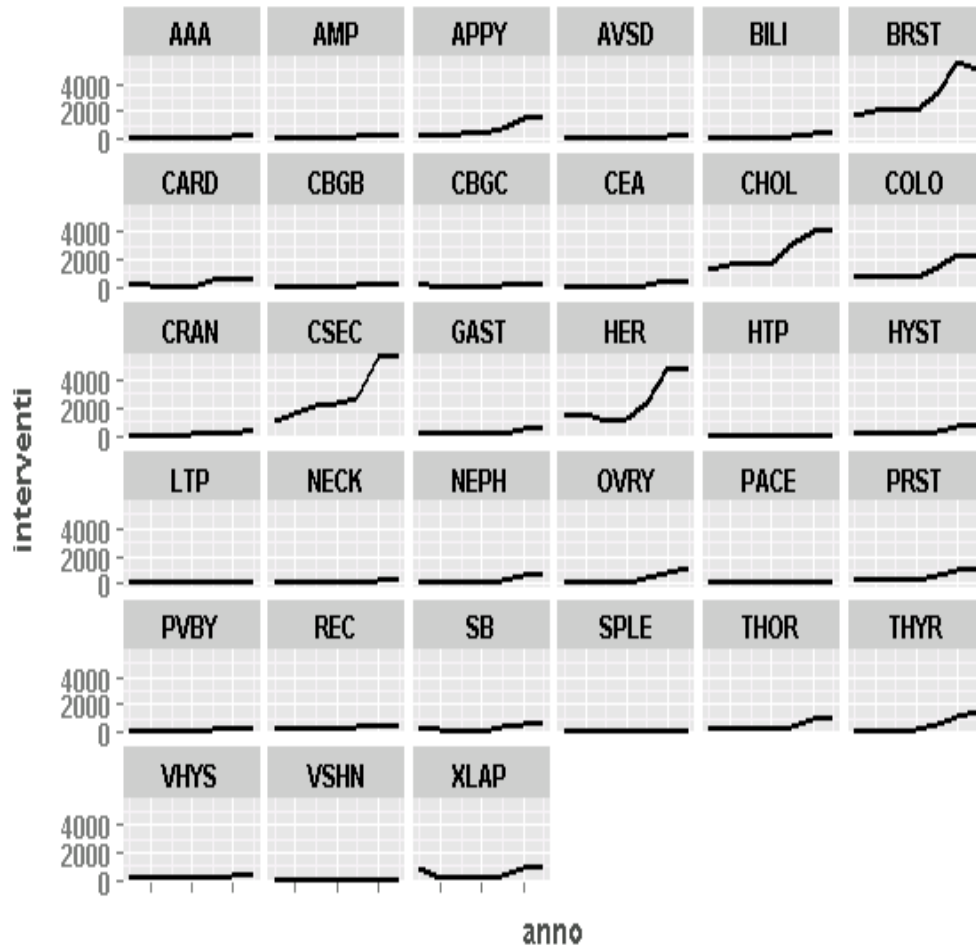 AAA AMP APPY AVSD BILI BRST
4000
2000
0
CARD CBGB CBGC CEA CHOL COLO
4000
2000
0
CRAN CSEC GAST HER HTP HYST
4000
2000
0
interventi
LTP NECK NEPH OVRY PACE PRST
4000
2000
0
PVBY REC SB SPLE THOR THYR
4000
2000
0
VHYS VSHN XLAP
4000
2000
0
anno